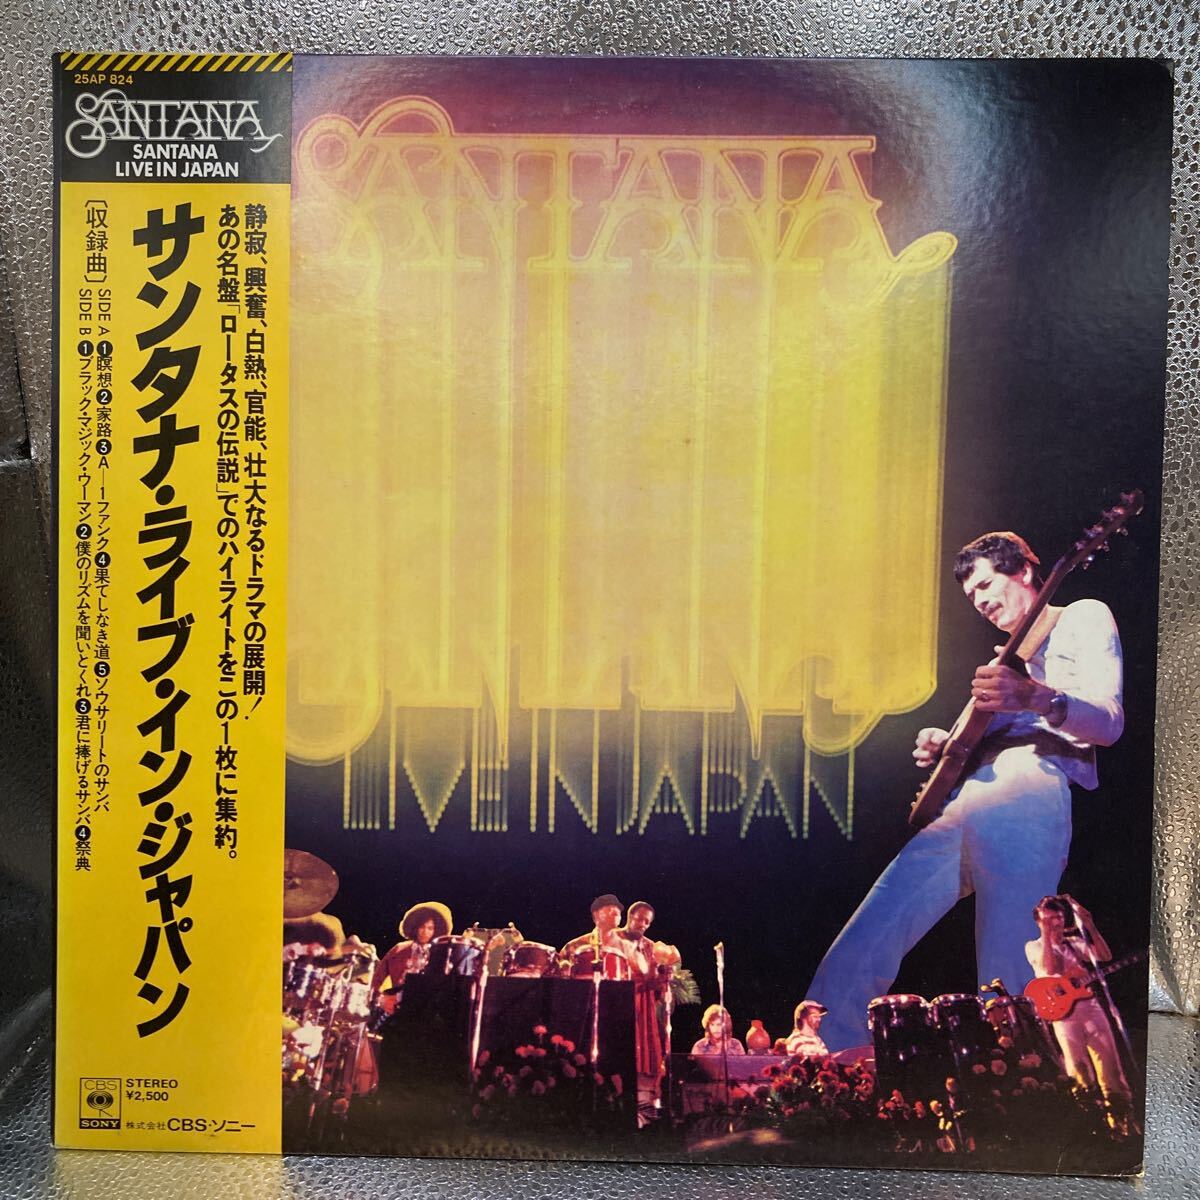 25AP 824
SANTANA
SANTANA
LIVE IN JAPAN
静寂、興奮、白熱、官能、壮大なるドラマの展開!
あの名盤「ロータスの伝説」でのハイライトをこの1枚に集約。
サンタナ・ライブ・イン・ジャパン
〔収録曲〕
SIDE A ❶瞑想❷家路❸A—1ファンク❹果てしなき道❺ソウサリートのサンバ
SIDE B ❶ブラック・マジック・ウーマン❷僕のリズムを聞いとくれ❸君に捧げるサンバ❹祭典
CBS
SONY
STEREO
¥2,500
株式会社CBS・ソニー
SANTANA
SANTANA
LIVE IN JAPAN